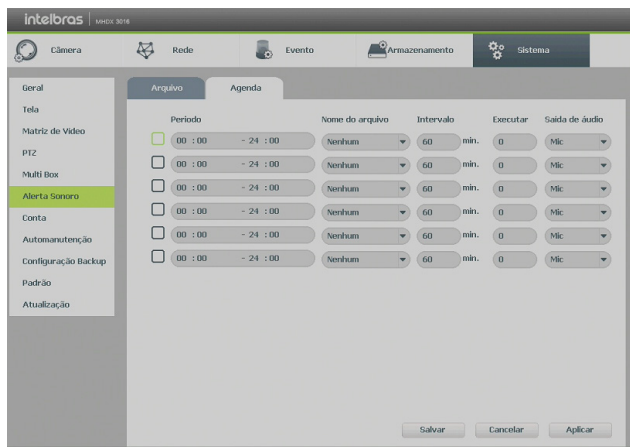 intelbras | MHDX 3016
Câmera Rede Evento Armazenamento Sistema
Geral
Tela
Matriz de Vídeo
PTZ
Multi Box
Alerta Sonoro
Conta
Automanutenção
Configuração Backup
Padrão
Atualização
Arquivo Agenda
Período Nome do arquivo Intervalo Executar Saída de áudio
00 :00 - 24 :00 Nenhum 60 min. 0 Mic
00 :00 - 24 :00 Nenhum 60 min. 0 Mic
00 :00 - 24 :00 Nenhum 60 min. 0 Mic
00 :00 - 24 :00 Nenhum 60 min. 0 Mic
00 :00 - 24 :00 Nenhum 60 min. 0 Mic
00 :00 - 24 :00 Nenhum 60 min. 0 Mic
Salvar Cancelar Aplicar